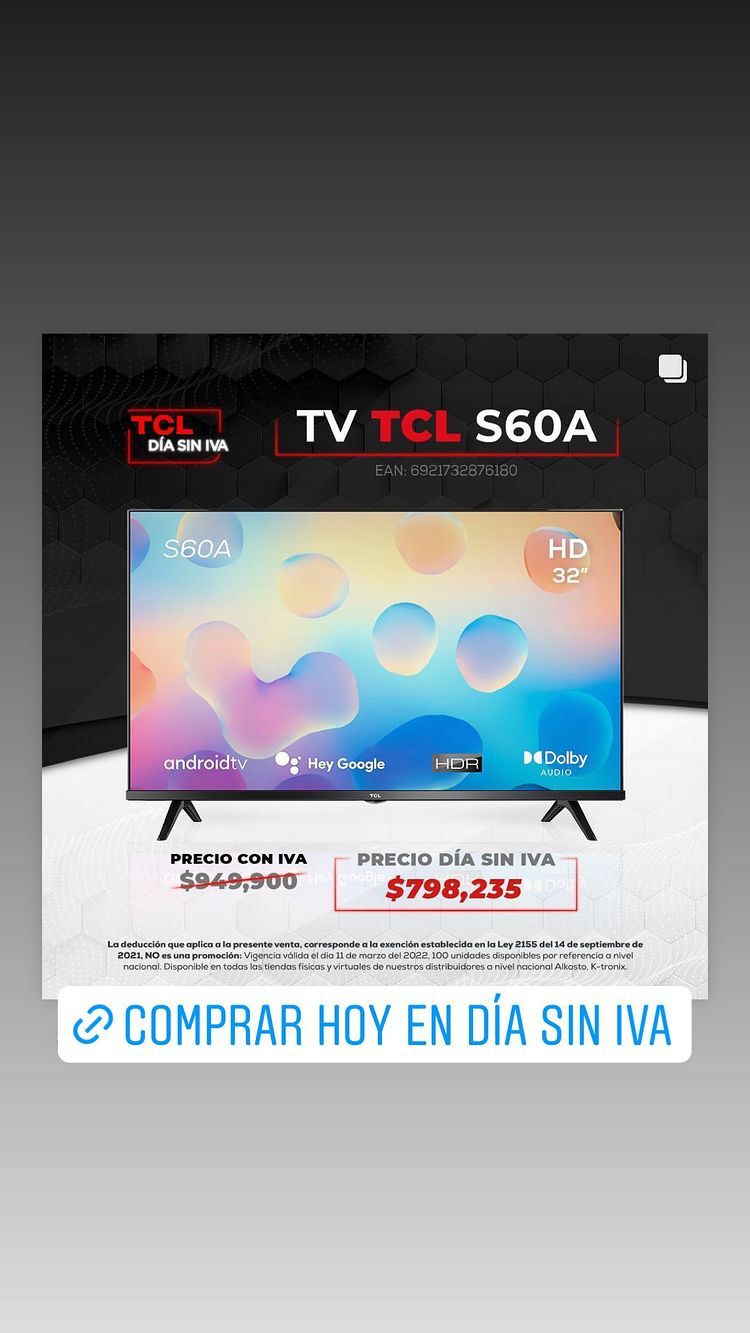 TCL
DÍA SIN IVA
TV TCL S60A
EAN: 6921732876180
S60A
HD
32"
androidtv
Hey Google
HDR
Dolby
AUDIO
TCL
PRECIO CON IVA
$949,900
PRECIO DÍA SIN IVA
$798,235
La deducción que aplica a la presente venta, corresponde a la exención establecida en la Ley 2155 del 14 de septiembre de
2021, NO es una promoción: Vigencia válida el dia 11 de marzo del 2022, 100 unidades disponibles por referencia a nivel
nacional. Disponible en todas las tiendas físicas y virtuales de nuestros distribuidores a nivel nacional Alkosto, K-tronix.
COMPRAR HOY EN DÍA SIN IVA